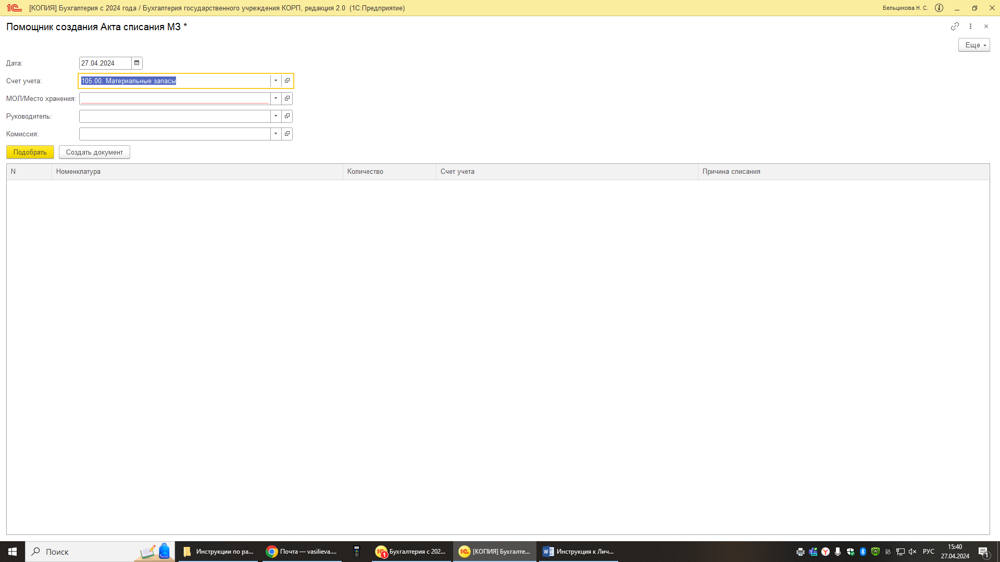 [КОПИЯ] Бухгалтерия с 2024 года / Бухгалтерия государственного учреждения КОРП, редакция 2.0 (1С:Предприятие)
Бельцикова Н. С.
Помощник создания Акта списания МЗ *
Еще
Дата:
27.04.2024
Счет учета:
105.00. Материальные запасы
МОЛ/Место хранения:
Руководитель:
Комиссия:
Подобрать
Создать документ
N
Номенклатура
Количество
Счет учета
Причина списания
Поиск
Инструкции по ра...
Почта — vasilieva....
Бухгалтерия с 202...
[КОПИЯ] Бухгалте...
Инструкция к Лич...
РУС
15:40
27.04.2024
1